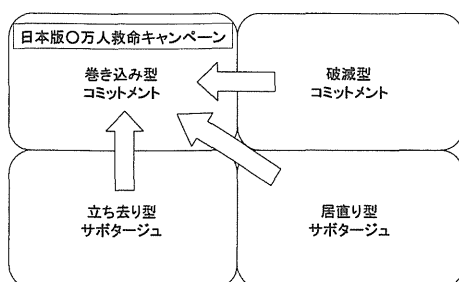 日本版〇万人救命キャンペーン
巻き込み型
コミットメント
破滅型
コミットメント
立ち去り型
サボタージュ
居直り型
サボタージュ